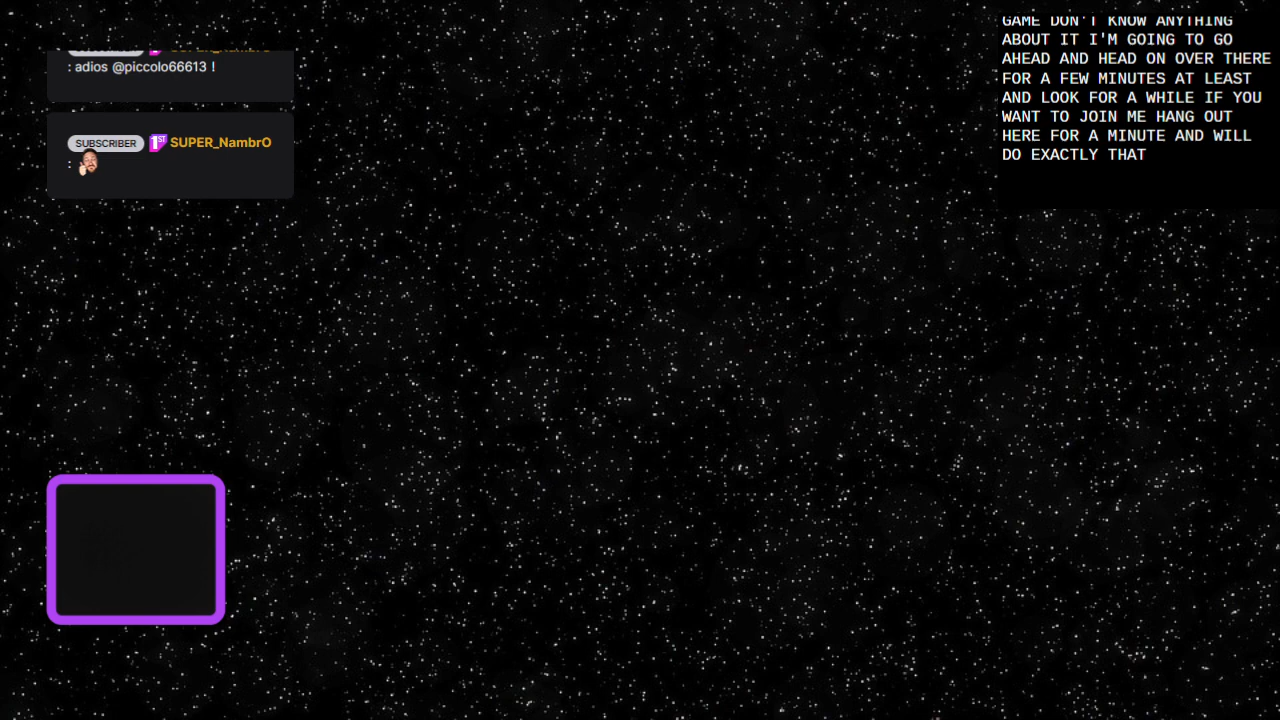 SUPER_NambrO
: adios @piccolo66613 !
SUBSCRIBER 1ST SUPER_NambrO
:
GAME DON'T KNOW ANYTHING
ABOUT IT I'M GOING TO GO
AHEAD AND HEAD ON OVER THERE
FOR A FEW MINUTES AT LEAST
AND LOOK FOR A WHILE IF YOU
WANT TO JOIN ME HANG OUT
HERE FOR A MINUTE AND WILL
DO EXACTLY THAT